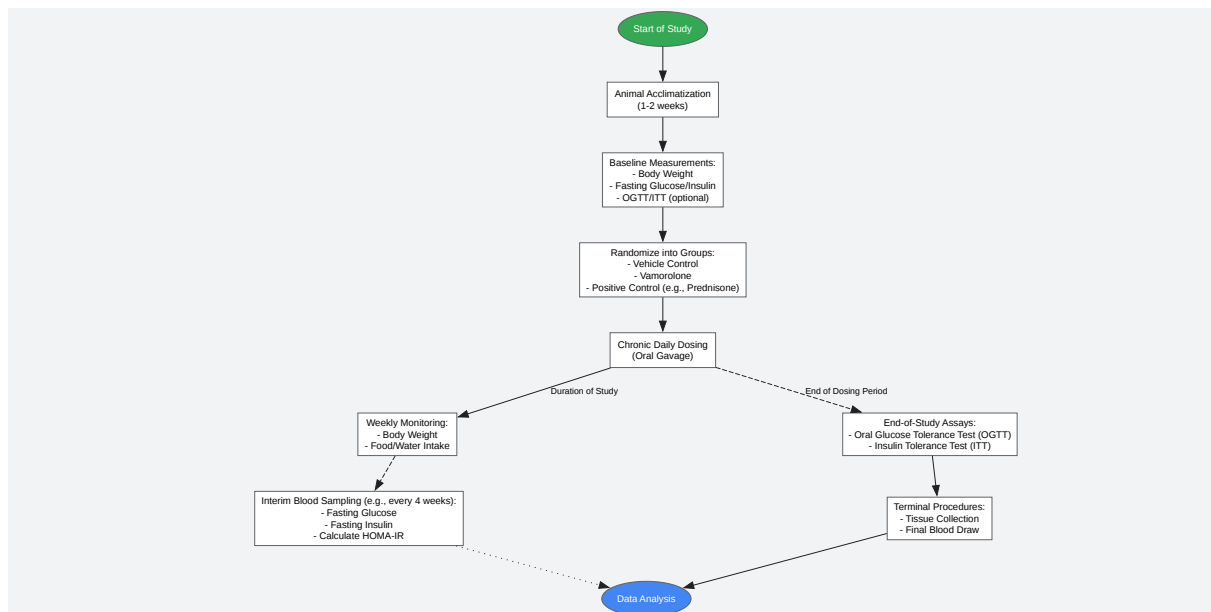 Start of Study
Animal Acclimatization
(1-2 weeks)
Baseline Measurements:
- Body Weight
- Fasting Glucose/Insulin
- OGTT/ITT (optional)
Randomize into Groups:
- Vehicle Control
- Vamorolone
- Positive Control (e.g., Prednisone)
Chronic Daily Dosing
(Oral Gavage)
Duration of Study
End of Dosing Period
Weekly Monitoring:
- Body Weight
- Food/Water Intake
End-of-Study Assays:
- Oral Glucose Tolerance Test (OGTT)
- Insulin Tolerance Test (ITT)
Interim Blood Sampling (e.g., every 4 weeks):
- Fasting Glucose
- Fasting Insulin
- Calculate HOMA-IR
Terminal Procedures:
- Tissue Collection
- Final Blood Draw
Data Analysis